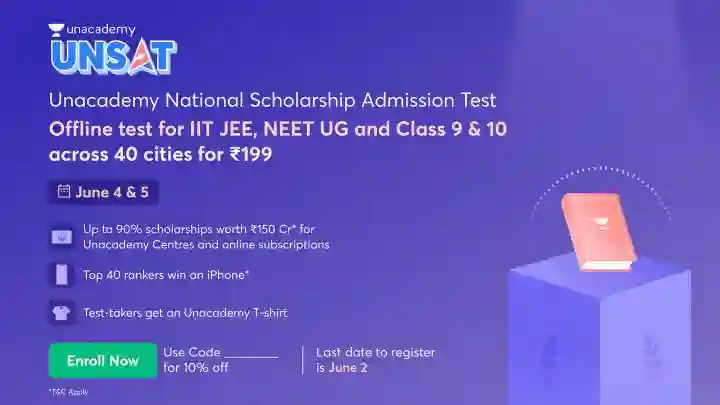 unacademy
UNSAT
Unacademy National Scholarship Admission Test
Offline test for IIT JEE, NEET UG and Class 9 & 10
across 40 cities for ₹199
June 4 & 5
Up to 90% scholarships worth ₹150 Cr* for
Unacademy Centres and online subscriptions
Top 40 rankers win an iPhone*
Test-takers get an Unacademy T-shirt
Enroll Now
Use Code ________
for 10% off
Last date to register
is June 2
*T&C Apply